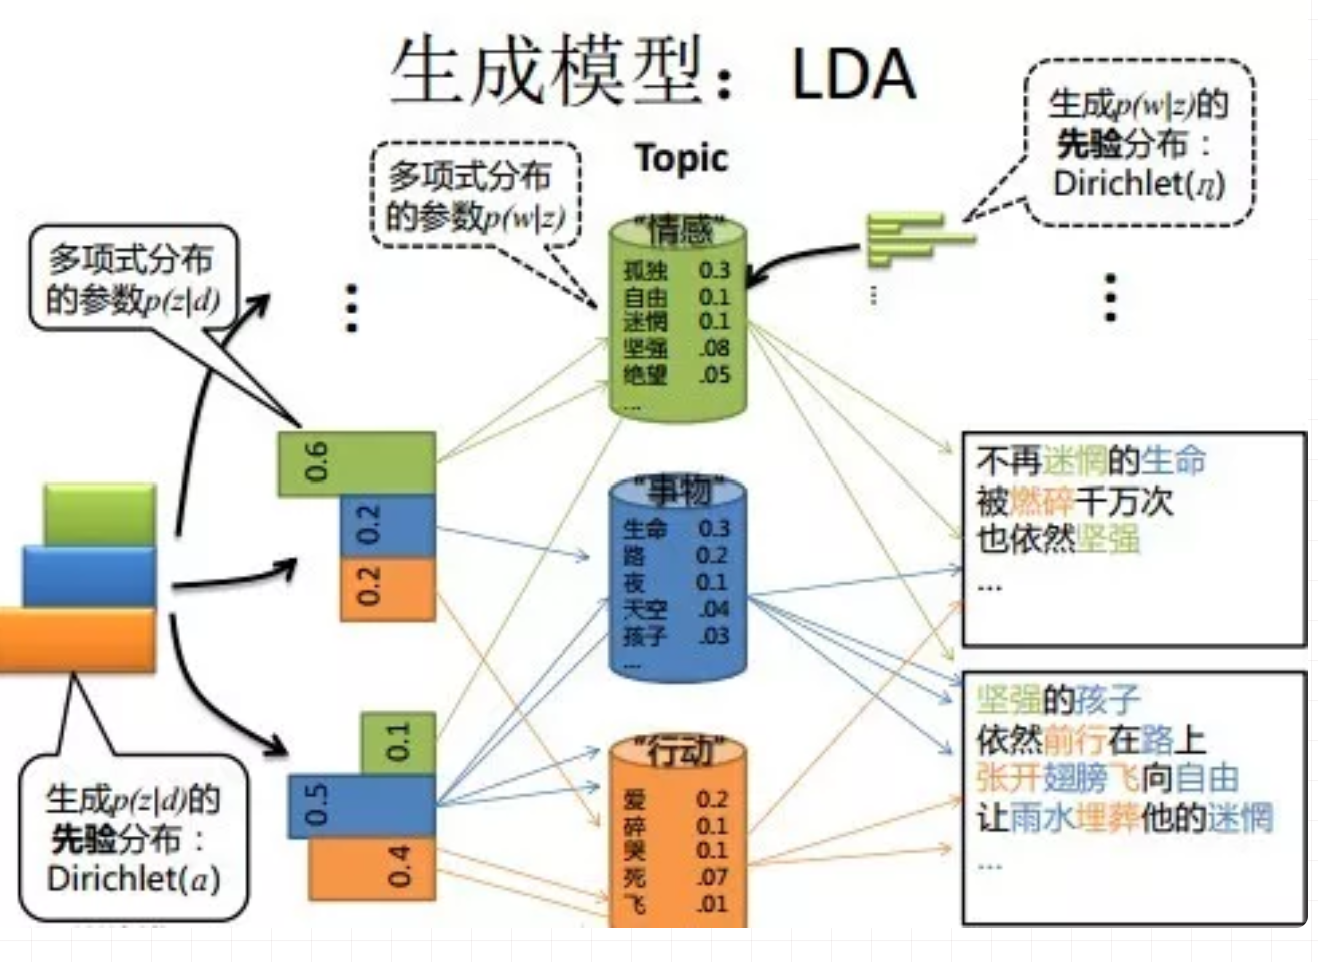 生成模型：LDA
生成p(w|z)的
先验分布：
Dirichlet(η)
多项式分布
的参数p(w|z)
Topic
多项式分布
的参数p(z|d)
“情感”
孤独 0.3
自由 0.1
迷惘 0.1
坚强 .08
绝望 .05
...
⋮
⋮
⋮
0.6
0.2
0.2
“事物”
生命 0.3
路 0.2
夜 0.1
天空 .04
孩子 .03
...
不再迷惘的生命
被燃碎千万次
也依然坚强
...
0.1
0.5
0.4
“行动”
爱 0.2
碎 0.1
哭 0.1
死 .07
飞 .01
坚强的孩子
依然前行在路上
张开翅膀飞向自由
让雨水埋葬他的迷惘
...
生成p(z|d)的
先验分布：
Dirichlet(a)